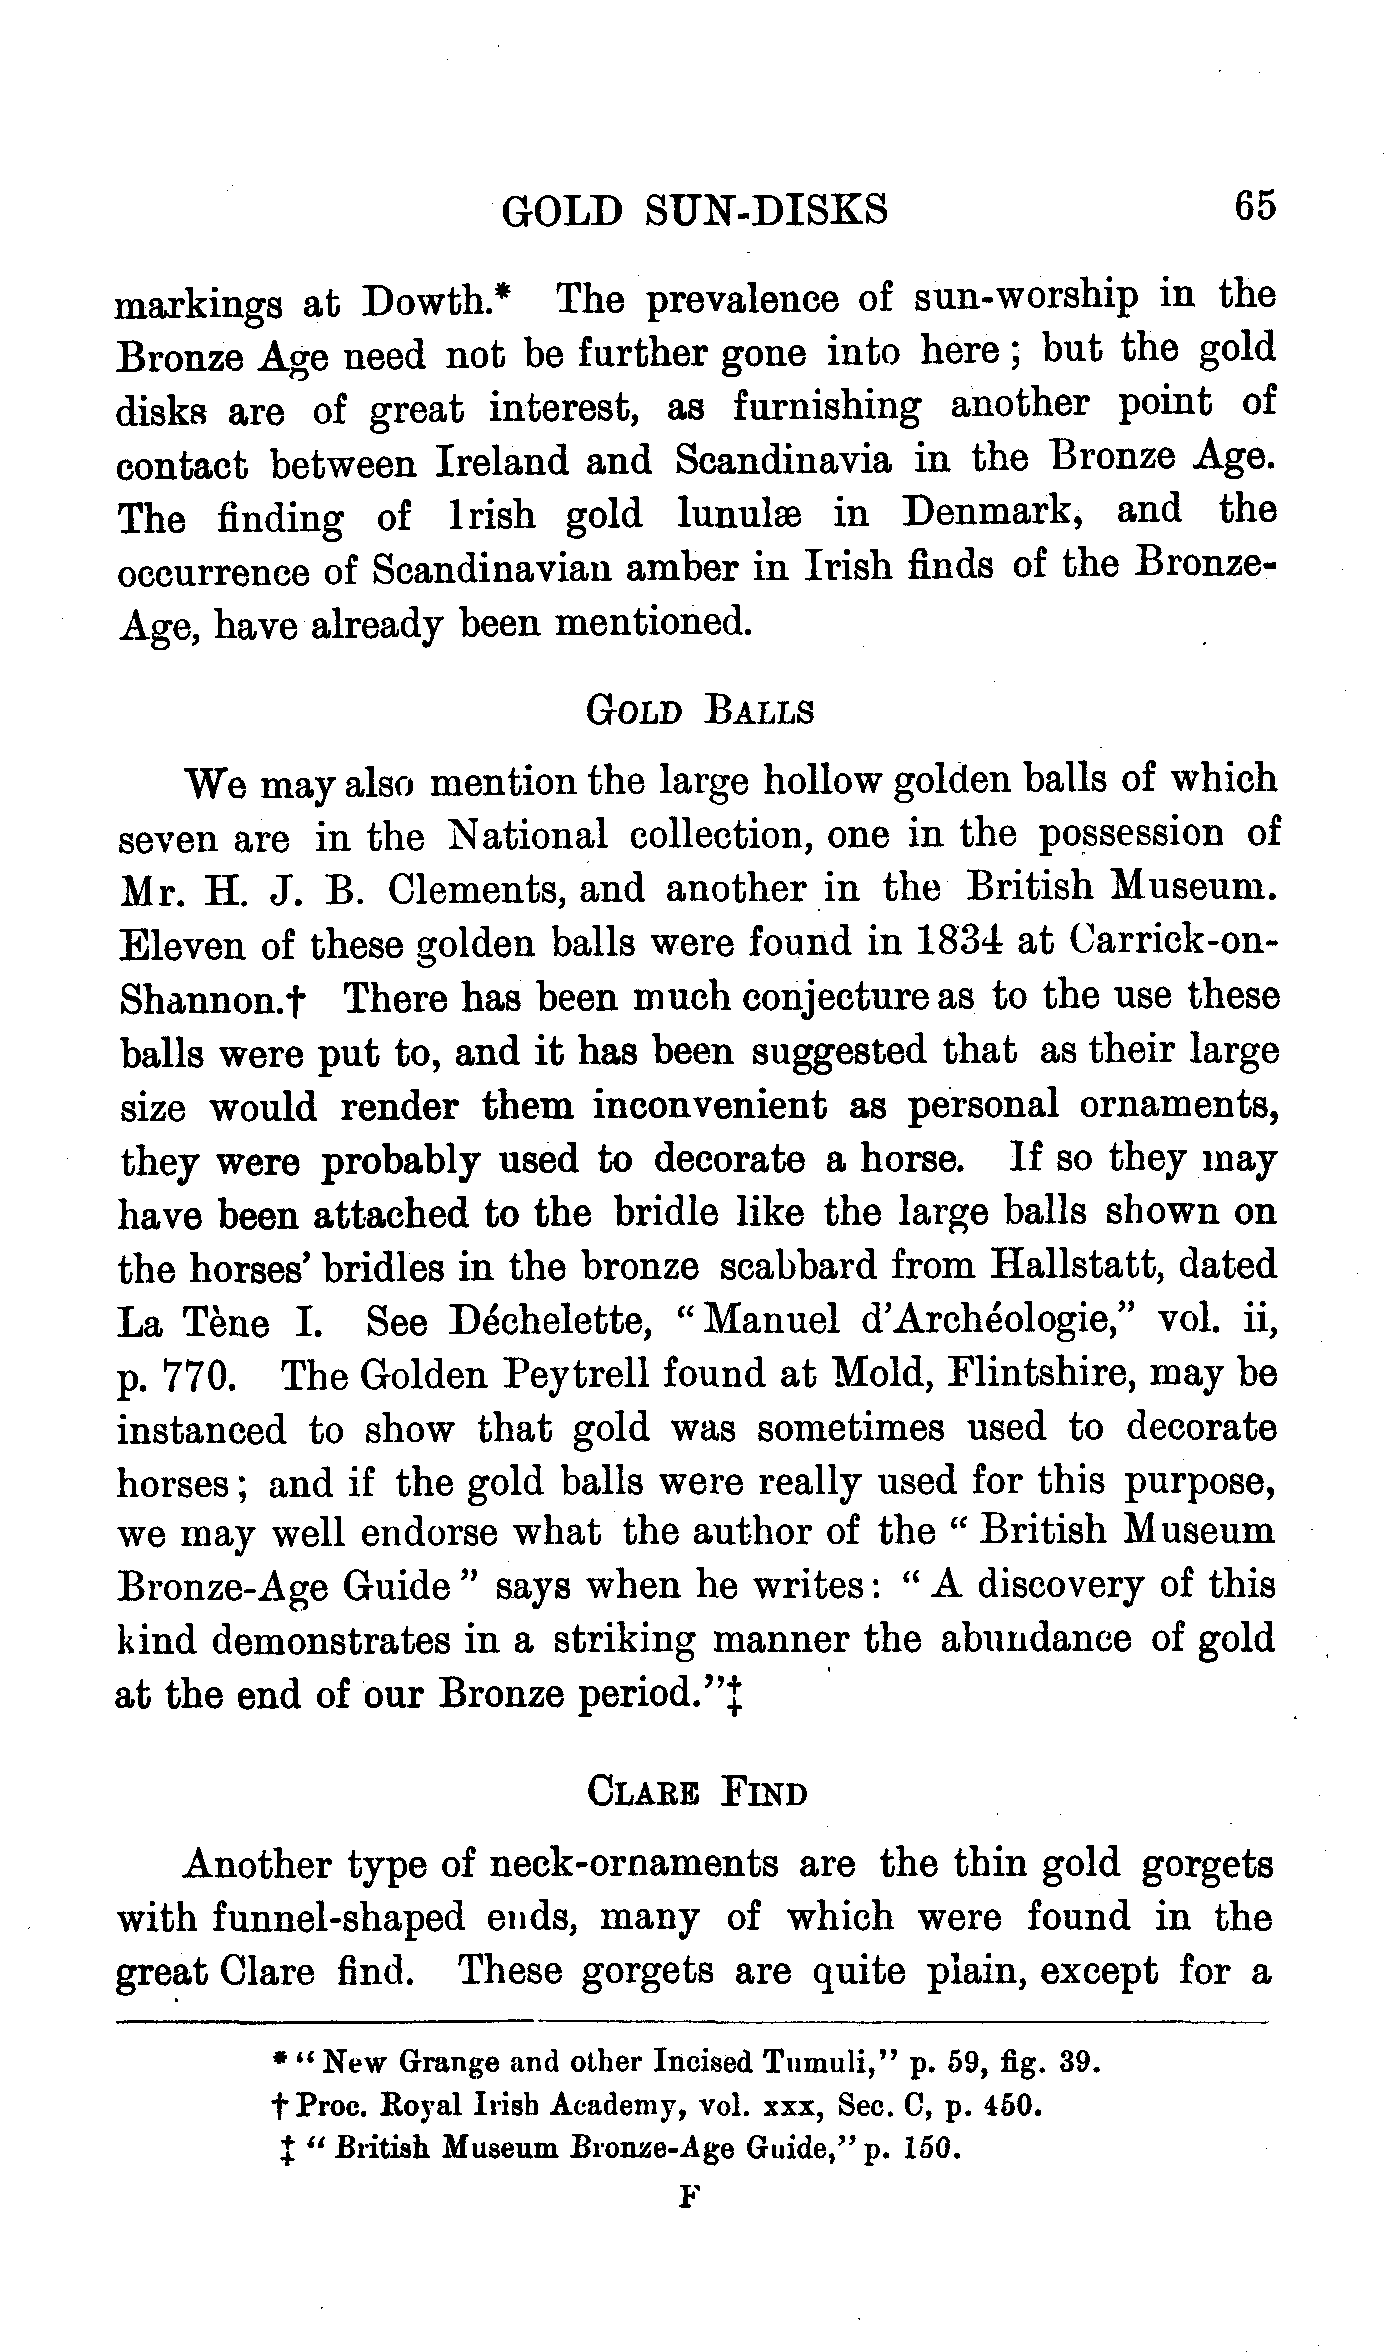 GOLD SUN-DISKS 65
markings at Dowth.* The prevalence of sun-worship in the
Bronze Age need not be further gone into here ; but the gold
disks are of great interest, as furnishing another point of
contact between Ireland and Scandinavia in the Bronze Age.
The finding of Irish gold lunulæ in Denmark, and the
occurrence of Scandinavian amber in Irish finds of the Bronze-
Age, have already been mentioned.
GOLD BALLS
We may also mention the large hollow golden balls of which
seven are in the National collection, one in the possession of
Mr. H. J. B. Clements, and another in the British Museum.
Eleven of these golden balls were found in 1834 at Carrick-on-
Shannon.† There has been much conjecture as to the use these
balls were put to, and it has been suggested that as their large
size would render them inconvenient as personal ornaments,
they were probably used to decorate a horse. If so they may
have been attached to the bridle like the large balls shown on
the horses' bridles in the bronze scabbard from Hallstatt, dated
La Tène I. See Déchelette, " Manuel d'Archéologie," vol. ii,
p. 770. The Golden Peytrell found at Mold, Flintshire, may be
instanced to show that gold was sometimes used to decorate
horses ; and if the gold balls were really used for this purpose,
we may well endorse what the author of the " British Museum
Bronze-Age Guide " says when he writes : " A discovery of this
kind demonstrates in a striking manner the abundance of gold
at the end of our Bronze period."‡
CLARE FIND
Another type of neck-ornaments are the thin gold gorgets
with funnel-shaped ends, many of which were found in the
great Clare find. These gorgets are quite plain, except for a
* " New Grange and other Incised Tumuli," p. 59, fig. 39.
† Proc. Royal Irish Academy, vol. xxx, Sec. C, p. 450.
‡ " British Museum Bronze-Age Guide," p. 150.
F